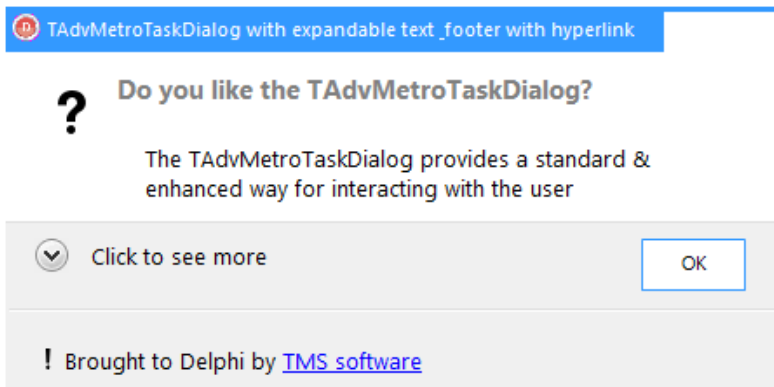 TAdvMetroTaskDialog with expandable text _footer with hyperlink
? Do you like the TAdvMetroTaskDialog?
The TAdvMetroTaskDialog provides a standard &
enhanced way for interacting with the user
Click to see more
OK
! Brought to Delphi by TMS software